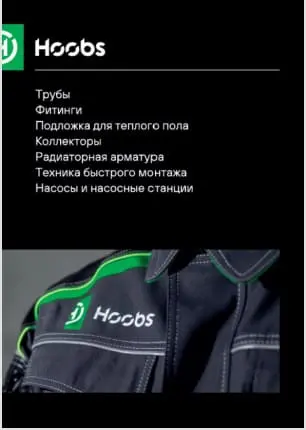 Hoobs
Трубы
Фитинги
Подложка для теплого пола
Коллекторы
Радиаторная арматура
Техника быстрого монтажа
Насосы и насосные станции
Hoobs